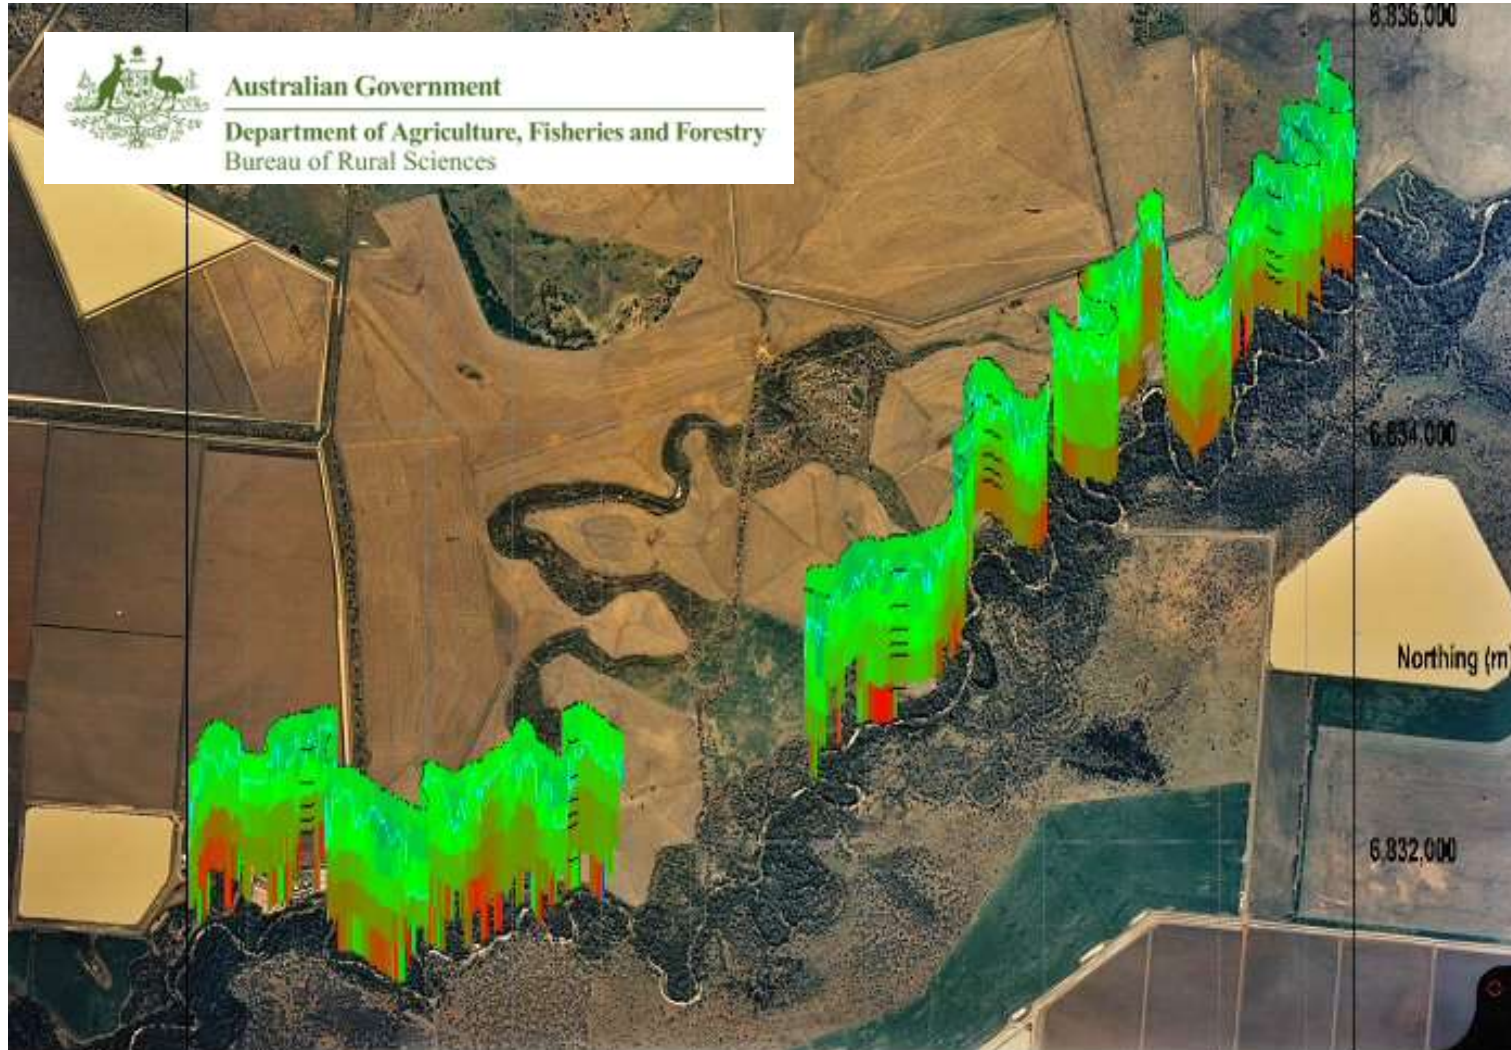 Australian Government
Department of Agriculture, Fisheries and Forestry
Bureau of Rural Sciences
6,836,000
6,834,000
Northing (m)
6,832,000